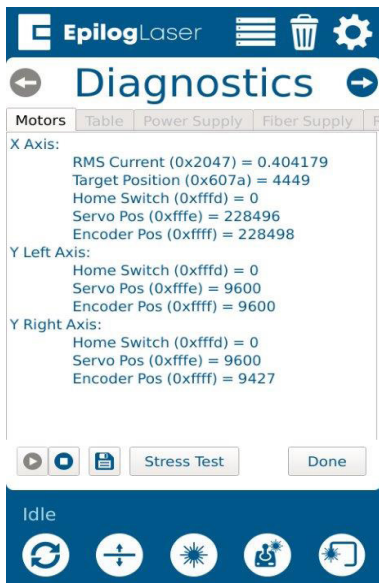 EpilogLaser
Diagnostics
Motors Table Power Supply Fiber Supply
X Axis:
RMS Current (0x2047) = 0.404179
Target Position (0x607a) = 4449
Home Switch (0xfffd) = 0
Servo Pos (0xfffe) = 228496
Encoder Pos (0xffff) = 228498
Y Left Axis:
Home Switch (0xfffd) = 0
Servo Pos (0xfffe) = 9600
Encoder Pos (0xffff) = 9600
Y Right Axis:
Home Switch (0xfffd) = 0
Servo Pos (0xfffe) = 9600
Encoder Pos (0xffff) = 9427
Stress Test Done
Idle